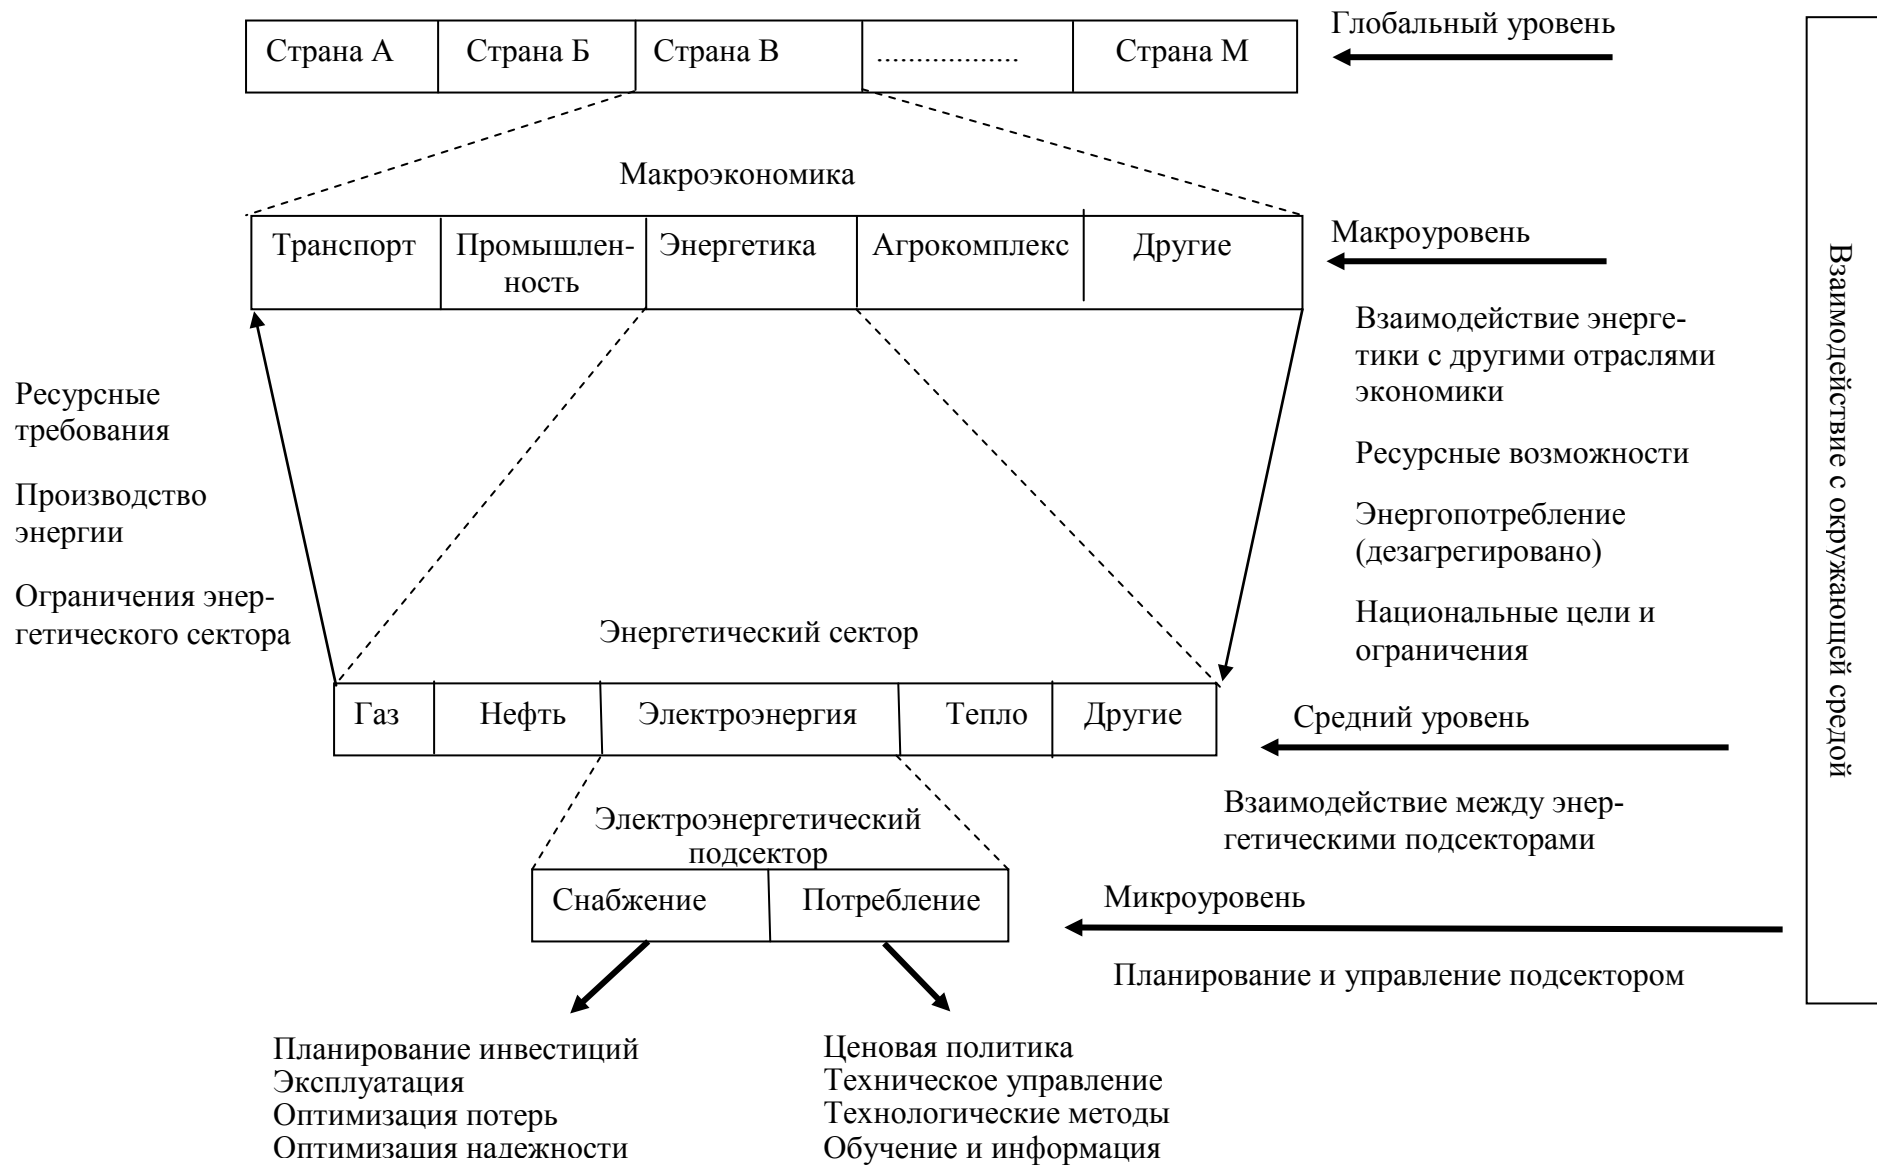 Глобальный уровень
Страна А
Страна Б
Страна В
..................
Страна М
Макроэкономика
Транспорт
Промышлен-
ность
Энергетика
Агрокомплекс
Другие
Макроуровень
Взаимодействие энерге-
тики с другими отраслями
экономики
Ресурсные возможности
Энергопотребление
(дезагрегировано)
Национальные цели и
ограничения
Ресурсные
требования
Производство
энергии
Ограничения энер-
гетического сектора
Энергетический сектор
Газ
Нефть
Электроэнергия
Тепло
Другие
Средний уровень
Взаимодействие между энер-
гетическими подсекторами
Электроэнергетический
подсектор
Снабжение
Потребление
Микроуровень
Планирование и управление подсектором
Планирование инвестиций
Эксплуатация
Оптимизация потерь
Оптимизация надежности
Ценовая политика
Техническое управление
Технологические методы
Обучение и информация
Взаимодействие с окружающей средой